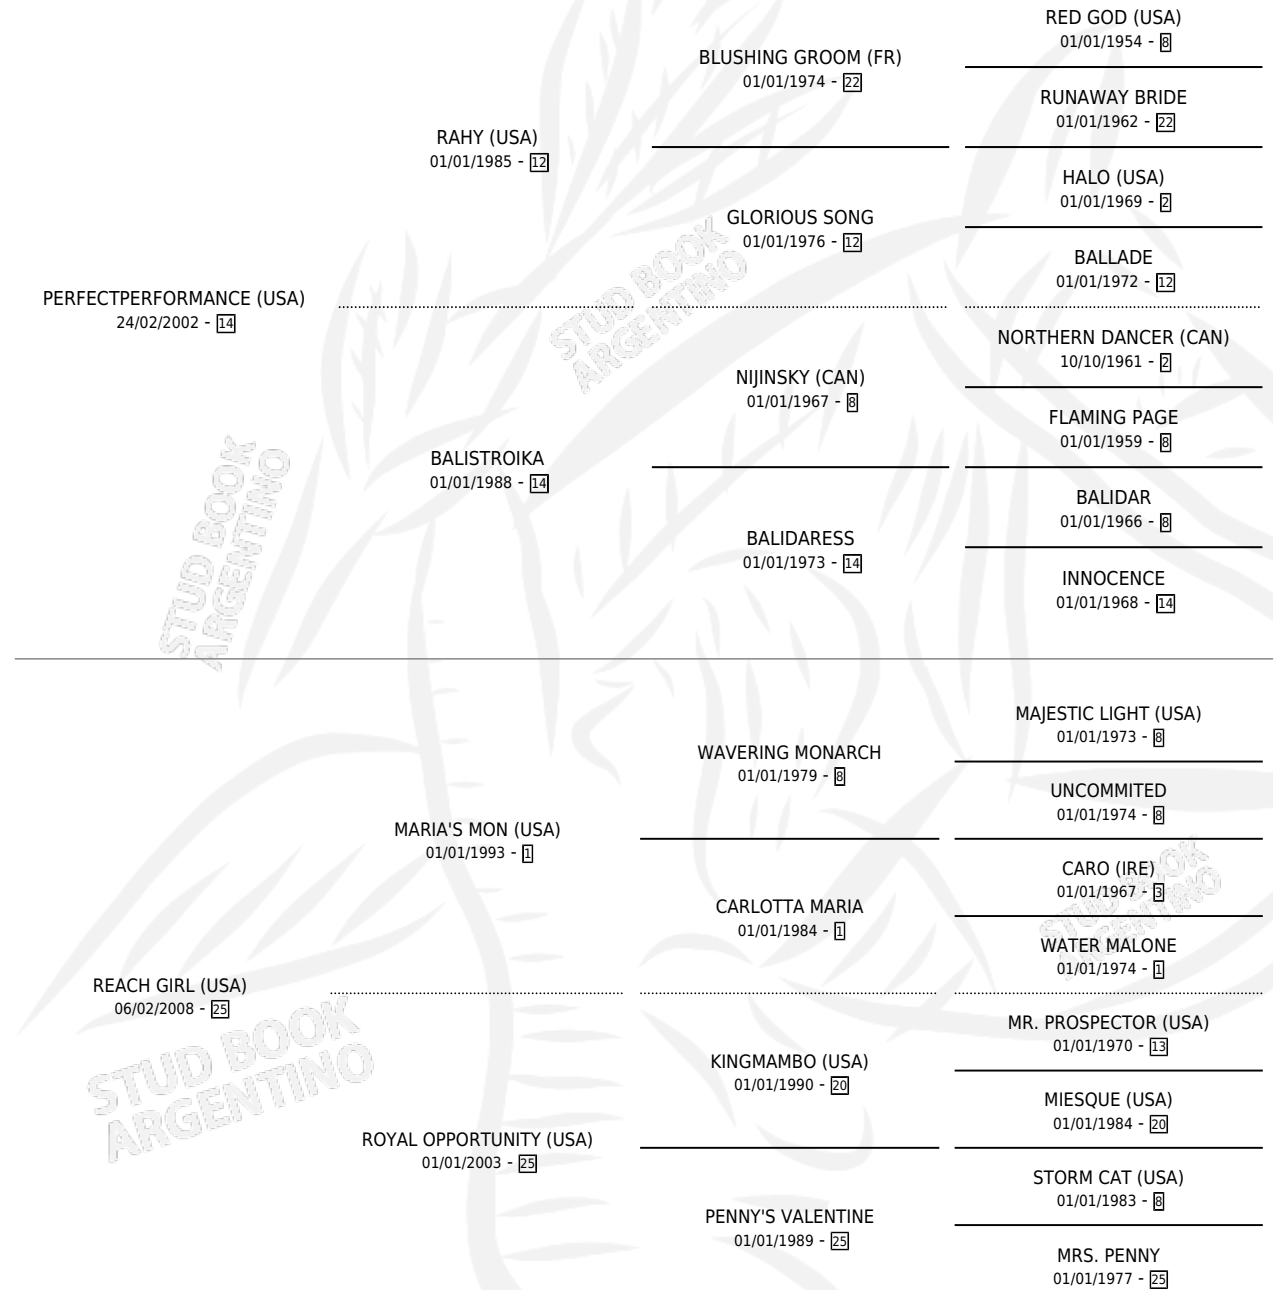 RED GOD (USA)
01/01/1954 - 8
BLUSHING GROOM (FR)
01/01/1974 - 22
RUNAWAY BRIDE
01/01/1962 - 22
RAHY (USA)
01/01/1985 - 12
HALO (USA)
01/01/1969 - 2
GLORIOUS SONG
01/01/1976 - 12
BALLADE
01/01/1972 - 12
PERFECTPERFORMANCE (USA)
24/02/2002 - 14
STUD BOOK
ARGENTINO
NORTHERN DANCER (CAN)
10/10/1961 - 2
NIJINSKY (CAN)
01/01/1967 - 8
FLAMING PAGE
01/01/1959 - 8
BALISTROIKA
01/01/1988 - 14
BALIDAR
01/01/1966 - 8
BALIDARESS
01/01/1973 - 14
INNOCENCE
01/01/1968 - 14
STUD BOOK
ARGENTINO
MAJESTIC LIGHT (USA)
01/01/1973 - 8
WAVERING MONARCH
01/01/1979 - 8
UNCOMMITED
01/01/1974 - 8
MARIA'S MON (USA)
01/01/1993 - 1
CARO (IRE)
01/01/1967 - 3
CARLOTTA MARIA
01/01/1984 - 1
WATER MALONE
01/01/1974 - 1
STUD BOOK
ARGENTINO
REACH GIRL (USA)
06/02/2008 - 25
MR. PROSPECTOR (USA)
01/01/1970 - 13
KINGMAMBO (USA)
01/01/1990 - 20
MIESQUE (USA)
01/01/1984 - 20
STUD BOOK
ARGENTINO
ROYAL OPPORTUNITY (USA)
01/01/2003 - 25
STORM CAT (USA)
01/01/1983 - 8
PENNY'S VALENTINE
01/01/1989 - 25
MRS. PENNY
01/01/1977 - 25